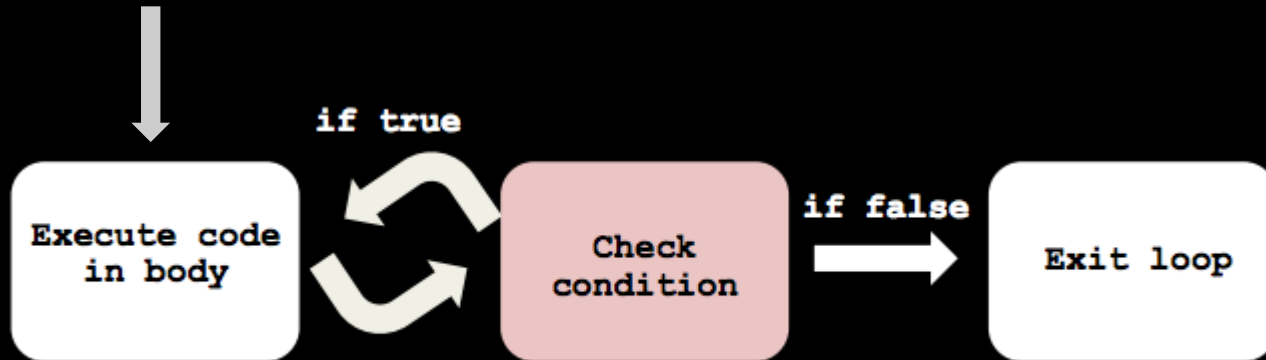 if true
Execute code
in body
Check
condition
if false
Exit loop